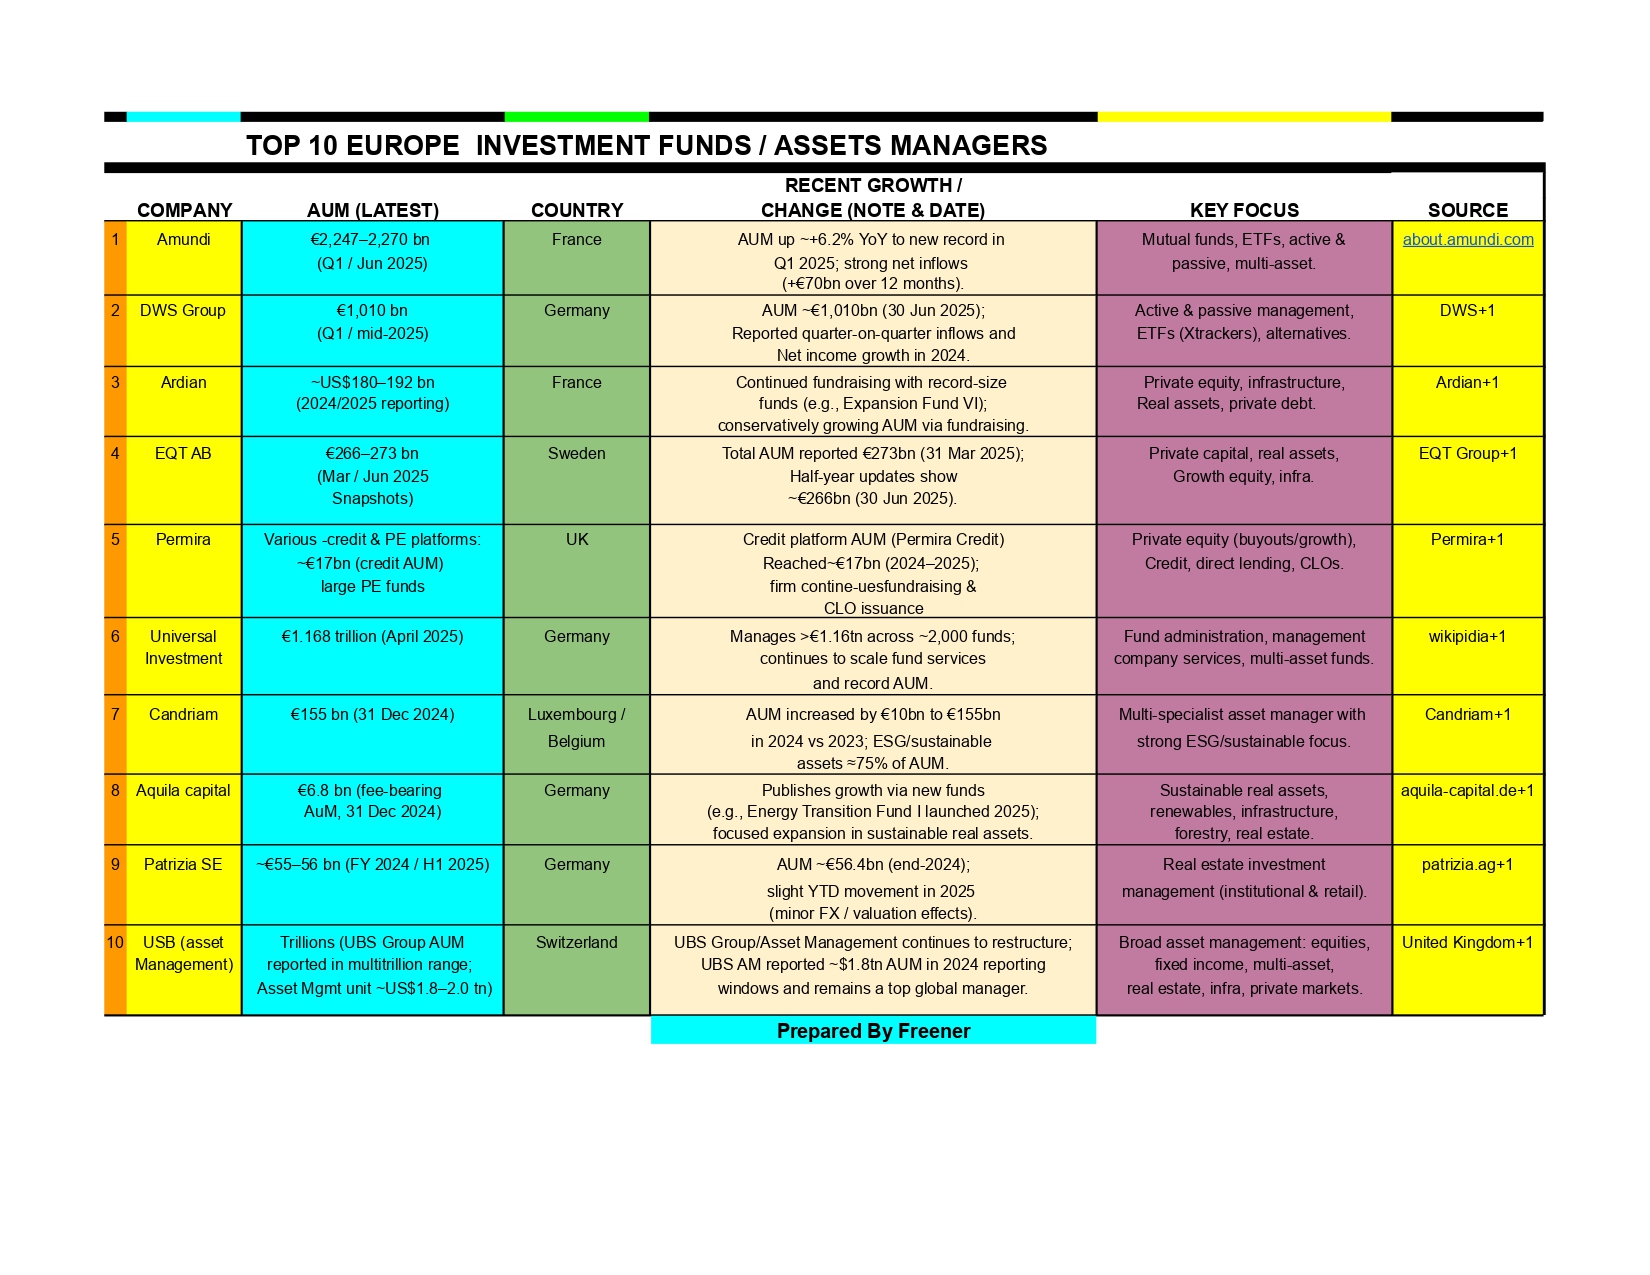 TOP 10 EUROPE  INVESTMENT FUNDS / ASSETS MANAGERS
COMPANY
AUM (LATEST)
COUNTRY
RECENT GROWTH /
CHANGE (NOTE & DATE)
KEY FOCUS
SOURCE
1
Amundi
€2,247–2,270 bn
(Q1 / Jun 2025)
France
AUM up ~+6.2% YoY to new record in
Q1 2025; strong net inflows
(+€70bn over 12 months).
Mutual funds, ETFs, active &
passive, multi-asset.
about.amundi.com
2
DWS Group
€1,010 bn
(Q1 / mid-2025)
Germany
AUM ~€1,010bn (30 Jun 2025);
Reported quarter-on-quarter inflows and
Net income growth in 2024.
Active & passive management,
ETFs (Xtrackers), alternatives.
DWS+1
3
Ardian
~US$180–192 bn
(2024/2025 reporting)
France
Continued fundraising with record-size
funds (e.g., Expansion Fund VI);
conservatively growing AUM via fundraising.
Private equity, infrastructure,
Real assets, private debt.
Ardian+1
4
EQT AB
€266–273 bn
(Mar / Jun 2025
Snapshots)
Sweden
Total AUM reported €273bn (31 Mar 2025);
Half-year updates show
~€266bn (30 Jun 2025).
Private capital, real assets,
Growth equity, infra.
EQT Group+1
5
Permira
Various -credit & PE platforms:
~€17bn (credit AUM)
large PE funds
UK
Credit platform AUM (Permira Credit)
Reached~€17bn (2024–2025);
firm contine-uesfundraising &
CLO issuance
Private equity (buyouts/growth),
Credit, direct lending, CLOs.
Permira+1
6
Universal
Investment
€1.168 trillion (April 2025)
Germany
Manages >€1.16tn across ~2,000 funds;
continues to scale fund services
and record AUM.
Fund administration, management
company services, multi-asset funds.
wikipidia+1
7
Candriam
€155 bn (31 Dec 2024)
Luxembourg /
Belgium
AUM increased by €10bn to €155bn
in 2024 vs 2023; ESG/sustainable
assets ≈75% of AUM.
Multi-specialist asset manager with
strong ESG/sustainable focus.
Candriam+1
8
Aquila capital
€6.8 bn (fee-bearing
AuM, 31 Dec 2024)
Germany
Publishes growth via new funds
(e.g., Energy Transition Fund I launched 2025);
focused expansion in sustainable real assets.
Sustainable real assets,
renewables, infrastructure,
forestry, real estate.
aquila-capital.de+1
9
Patrizia SE
~€55–56 bn (FY 2024 / H1 2025)
Germany
AUM ~€56.4bn (end-2024);
slight YTD movement in 2025
(minor FX / valuation effects).
Real estate investment
management (institutional & retail).
patrizia.ag+1
10
USB (asset
Management)
Trillions (UBS Group AUM
reported in multitrillion range;
Asset Mgmt unit ~US$1.8–2.0 tn)
Switzerland
UBS Group/Asset Management continues to restructure;
UBS AM reported ~$1.8tn AUM in 2024 reporting
windows and remains a top global manager.
Broad asset management: equities,
fixed income, multi-asset,
real estate, infra, private markets.
United Kingdom+1
Prepared By Freener